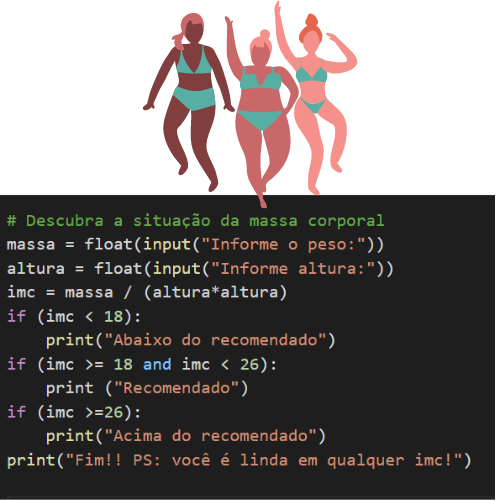 # Descubra a situação da massa corporal
massa = float(input("Informe o peso:"))
altura = float(input("Informe altura:"))
imc = massa / (altura*altura)
if (imc < 18):
    print("Abaixo do recomendado")
if (imc >= 18 and imc < 26):
    print ("Recomendado")
if (imc >=26):
    print("Acima do recomendado")
print("Fim!! PS: você é linda em qualquer imc!")